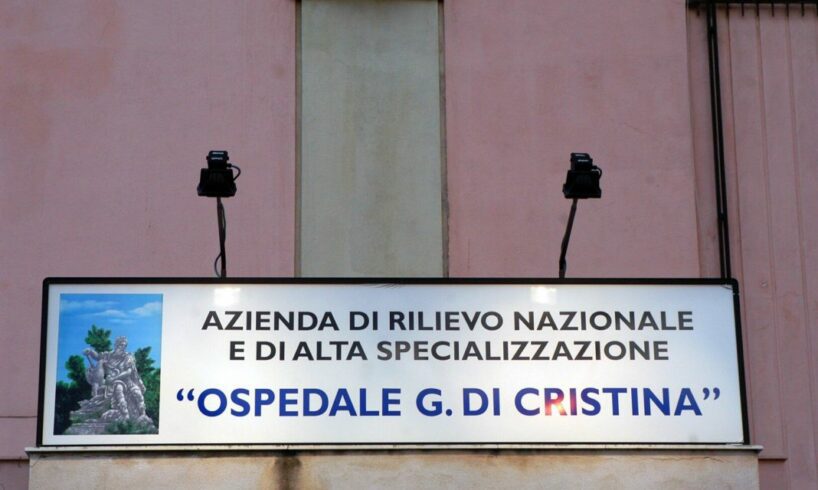 AZIENDA DI RILIEVO NAZIONALE
E DI ALTA SPECIALIZZAZIONE
“OSPEDALE G. DI CRISTINA”